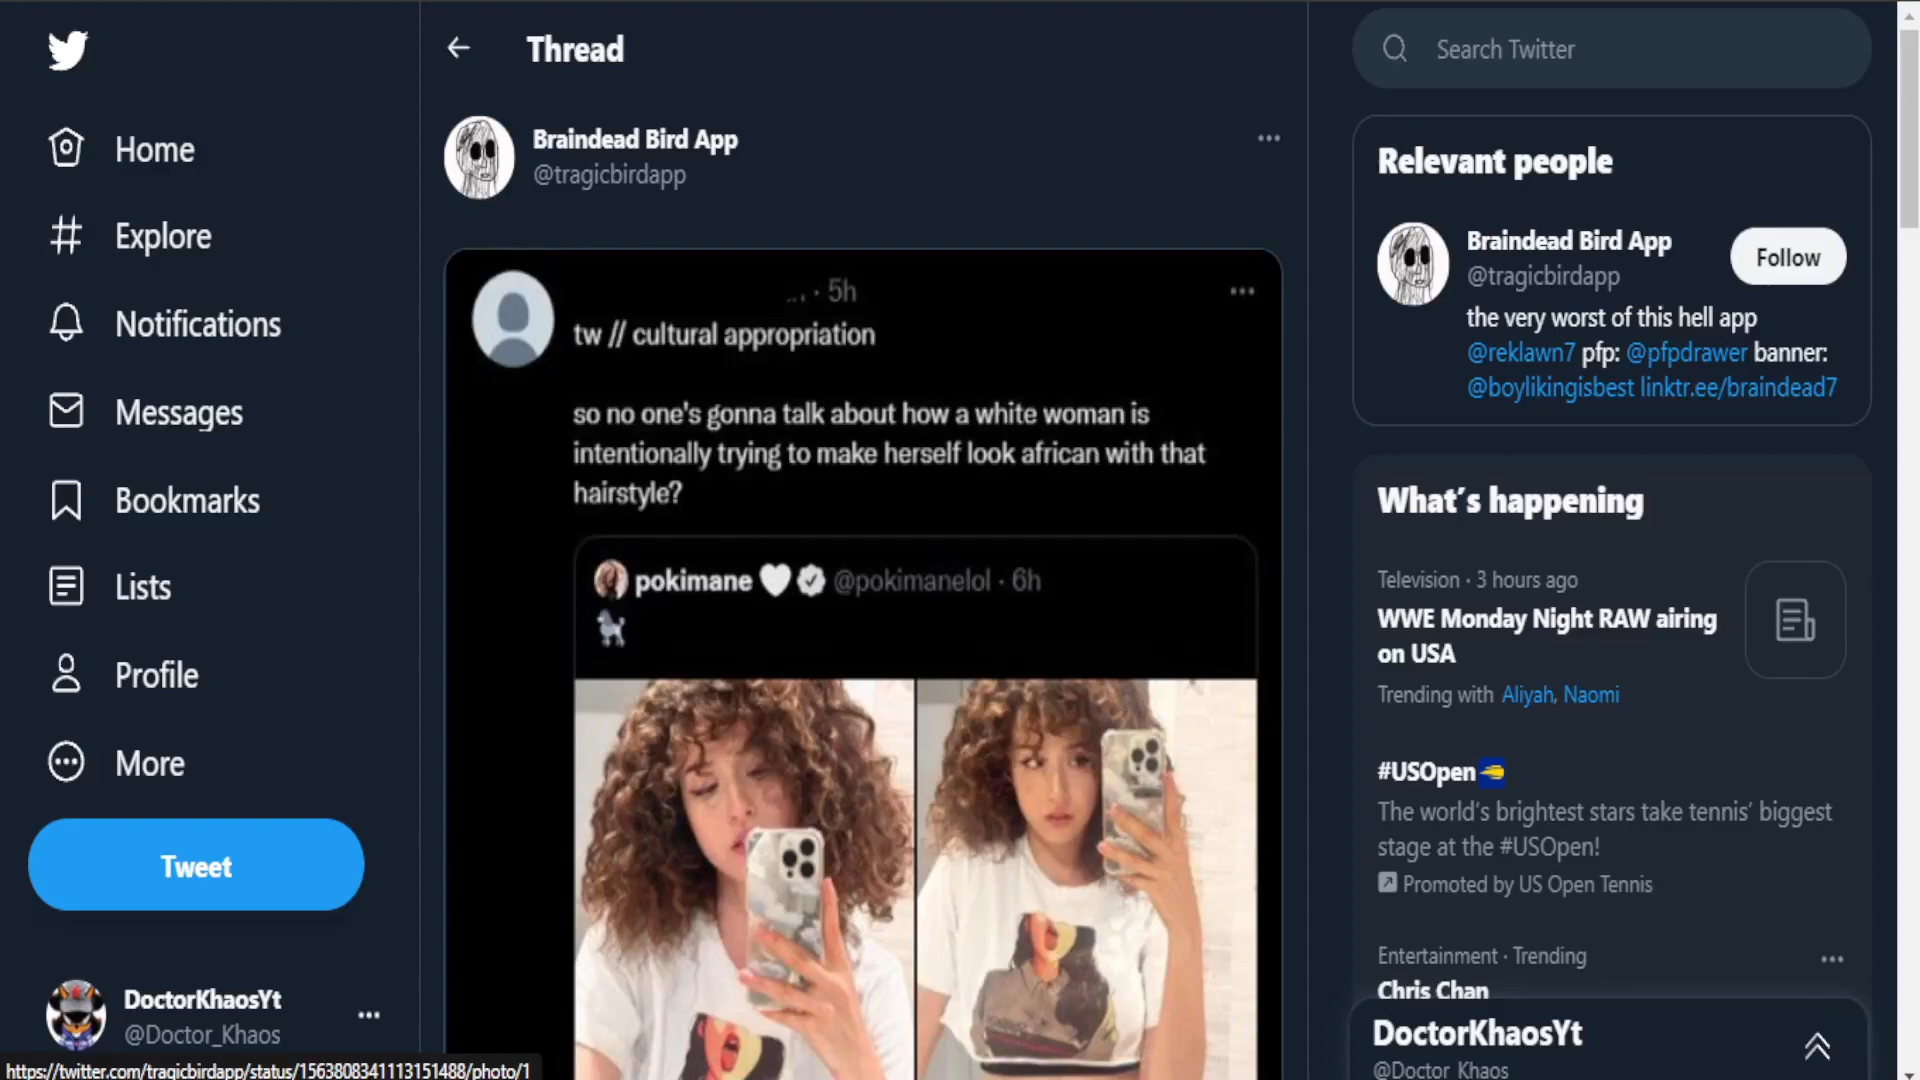 Home
Explore
Notifications
Messages
Bookmarks
Lists
Profile
More
Tweet
DoctorKhaosYt
@Doctor_Khaos
https://twitter.com/tragicbirdapp/status/1563808341113151488/photo/1
Thread
Braindead Bird App
@tragicbirdapp
· 5h
tw // cultural appropriation
so no one's gonna talk about how a white woman is
intentionally trying to make herself look african with that
hairstyle?
pokimane @pokimanelol · 6h
Search Twitter
Relevant people
Braindead Bird App
@tragicbirdapp
Follow
the very worst of this hell app
@reklawn7 pfp: @pfpdrawer banner:
@boylikingisbest linktr.ee/braindead7
What's happening
Television · 3 hours ago
WWE Monday Night RAW airing
on USA
Trending with Aliyah, Naomi
#USOpen
The world's brightest stars take tennis' biggest
stage at the #USOpen!
Promoted by US Open Tennis
Entertainment · Trending
Chris Chan
DoctorKhaosYt
@Doctor_Khaos